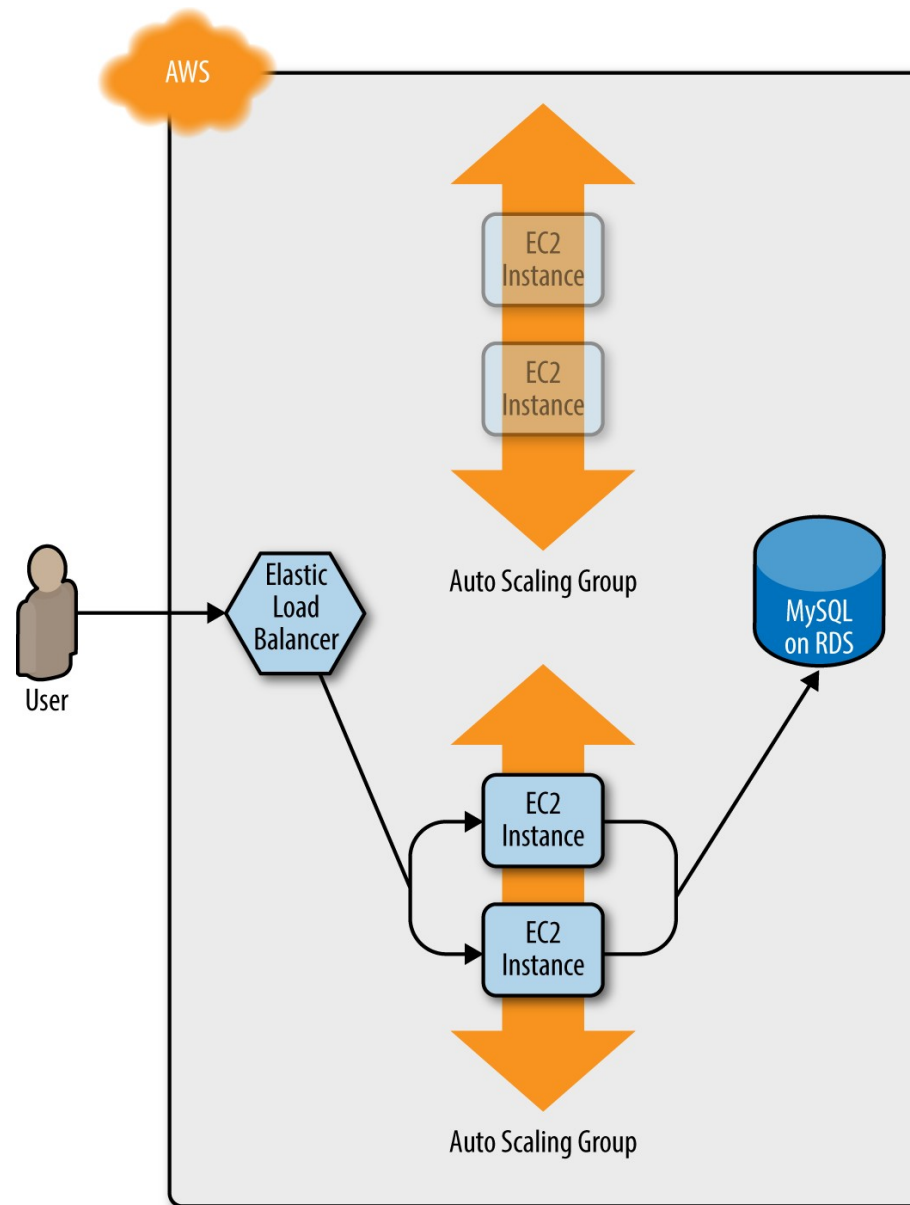 AWS
EC2
Instance
EC2
Instance
Auto Scaling Group
Elastic
Load
Balancer
MySQL
on RDS
User
EC2
Instance
EC2
Instance
Auto Scaling Group